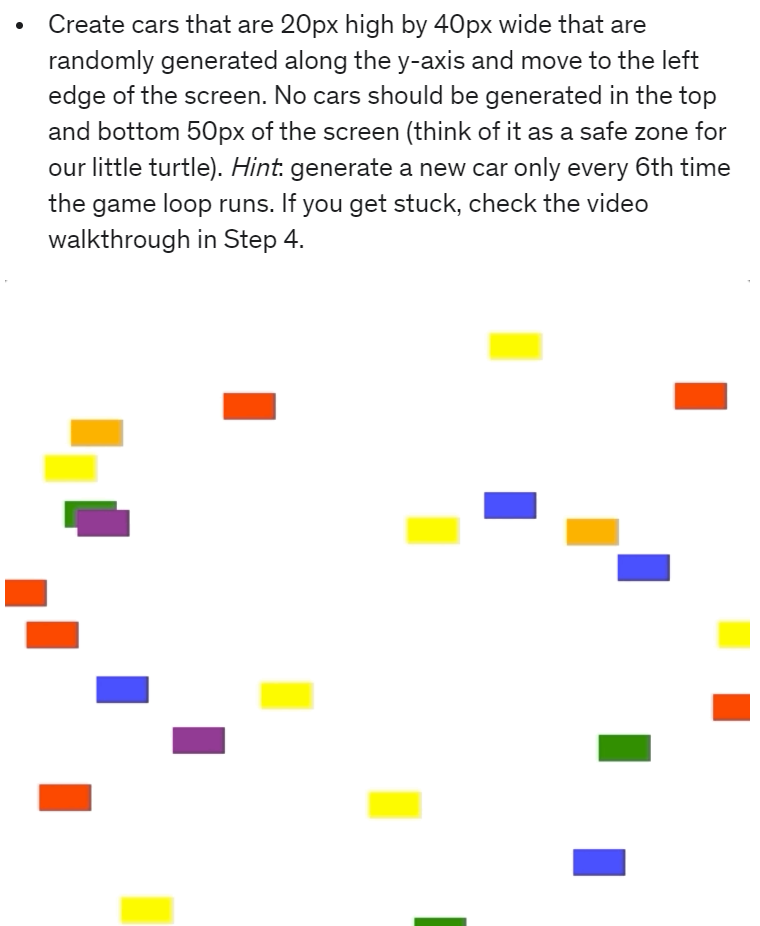 • Create cars that are 20px high by 40px wide that are
randomly generated along the y-axis and move to the left
edge of the screen. No cars should be generated in the top
and bottom 50px of the screen (think of it as a safe zone for
our little turtle). Hint: generate a new car only every 6th time
the game loop runs. If you get stuck, check the video
walkthrough in Step 4.